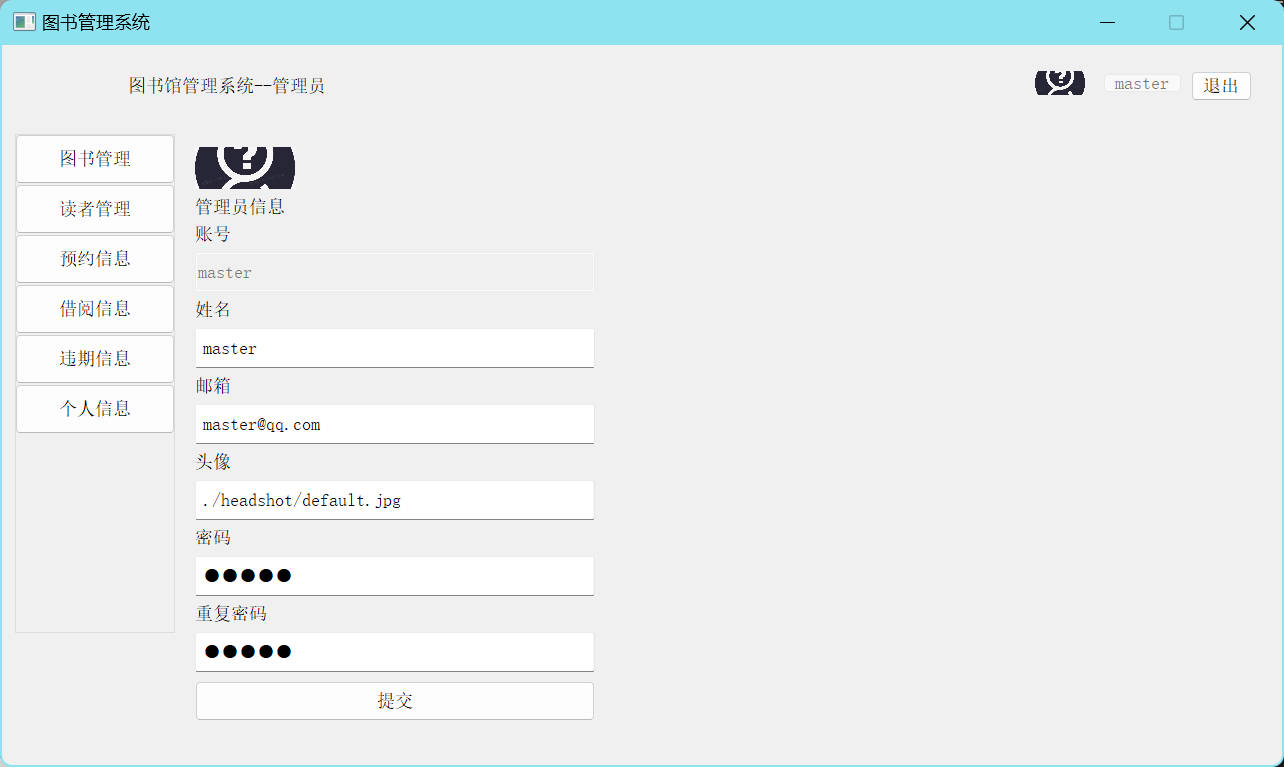 图书管理系统
图书馆管理系统--管理员
master
退出
图书管理
读者管理
预约信息
借阅信息
违期信息
个人信息
?
?
管理员信息
账号
master
姓名
master
邮箱
master@qq.com
头像
./headshot/default.jpg
密码
●●●●●
重复密码
●●●●●
提交